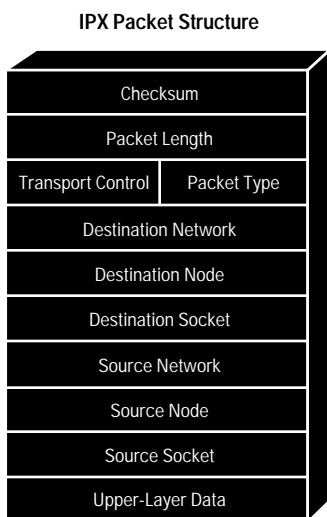 IPX Packet Structure
Checksum
Packet Length
Transport Control Packet Type
Destination Network
Destination Node
Destination Socket
Source Network
Source Node
Source Socket
Upper-Layer Data